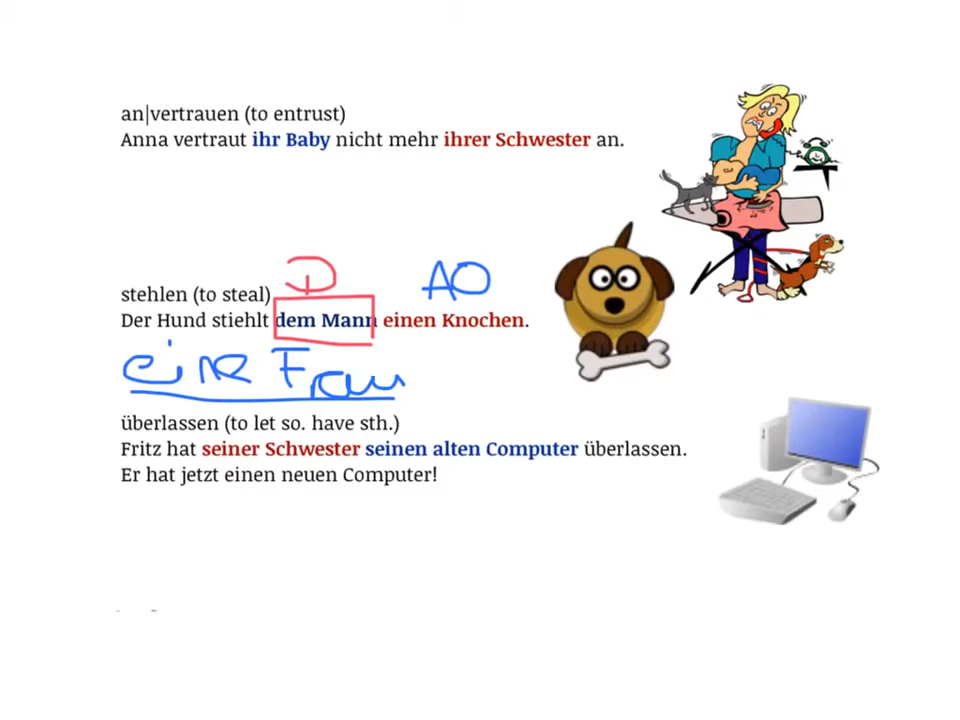 an|vertrauen (to entrust)
Anna vertraut ihr Baby nicht mehr ihrer Schwester an.
D AO
stehlen (to steal)
Der Hund stiehlt dem Mann einen Knochen.
eine Frau
überlassen (to let so. have sth.)
Fritz hat seiner Schwester seinen alten Computer überlassen.
Er hat jetzt einen neuen Computer!